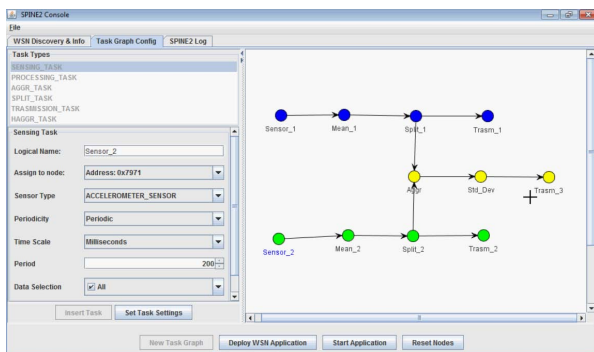 SPINE2 Console
File
WSN Discovery & Info Task Graph Config SPINE2 Log
Task Types
SENSING_TASK
PROCESSING_TASK
AGGR_TASK
SPLIT_TASK
TRASMISSION_TASK
HAGGR_TASK
Sensing Task
Logical Name: Sensor_2
Assign to node: Address: 0x7971
Sensor Type ACCELEROMETER_SENSOR
Periodicity Periodic
Time Scale Milliseconds
Period 200
Data Selection All
Insert Task Set Task Settings
Sensor_1 Mean_1 Split_1 Trasm_1
Aggr Std_Dev Trasm_3
Sensor_2 Mean_2 Split_2 Trasm_2
New Task Graph Deploy WSN Application Start Application Reset Nodes